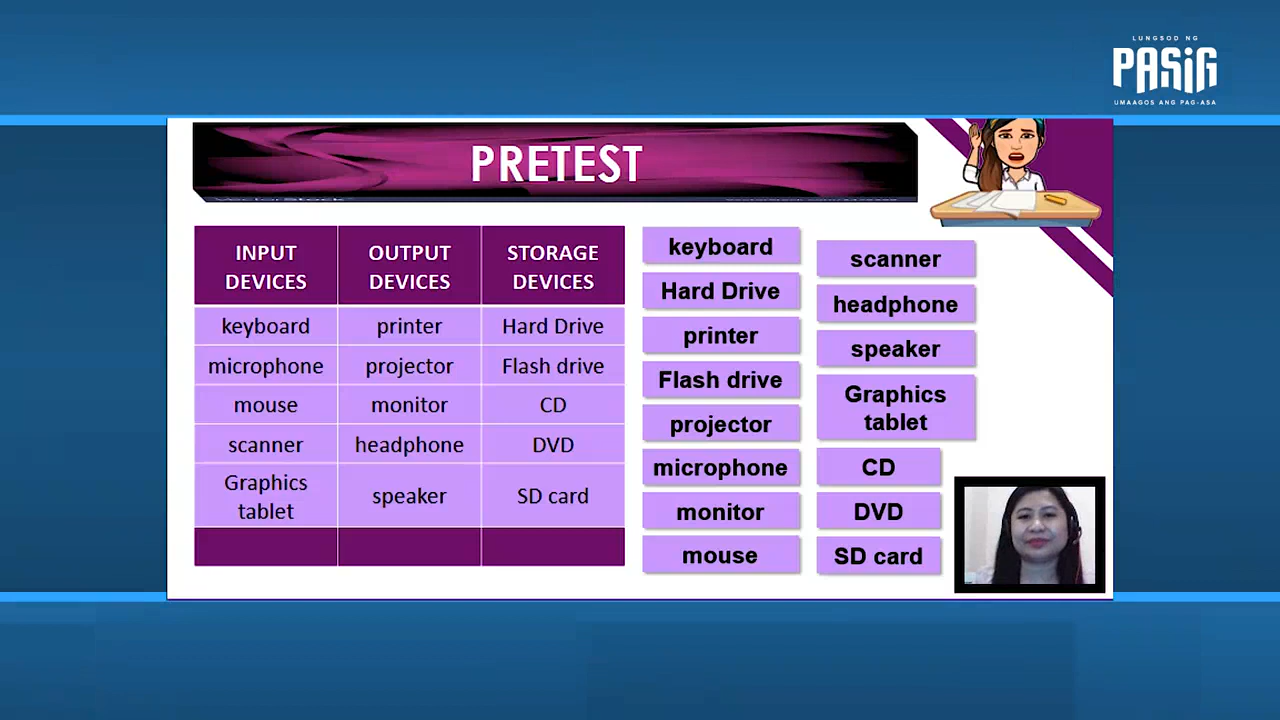 LUNGSOD NG
PASiG
UMAAGOS ANG PAG-ASA
PRETEST
INPUT DEVICES
OUTPUT DEVICES
STORAGE DEVICES
keyboard
printer
Hard Drive
microphone
projector
Flash drive
mouse
monitor
CD
scanner
headphone
DVD
Graphics tablet
speaker
SD card
keyboard
Hard Drive
printer
Flash drive
projector
microphone
monitor
mouse
scanner
headphone
speaker
Graphics
tablet
CD
DVD
SD card